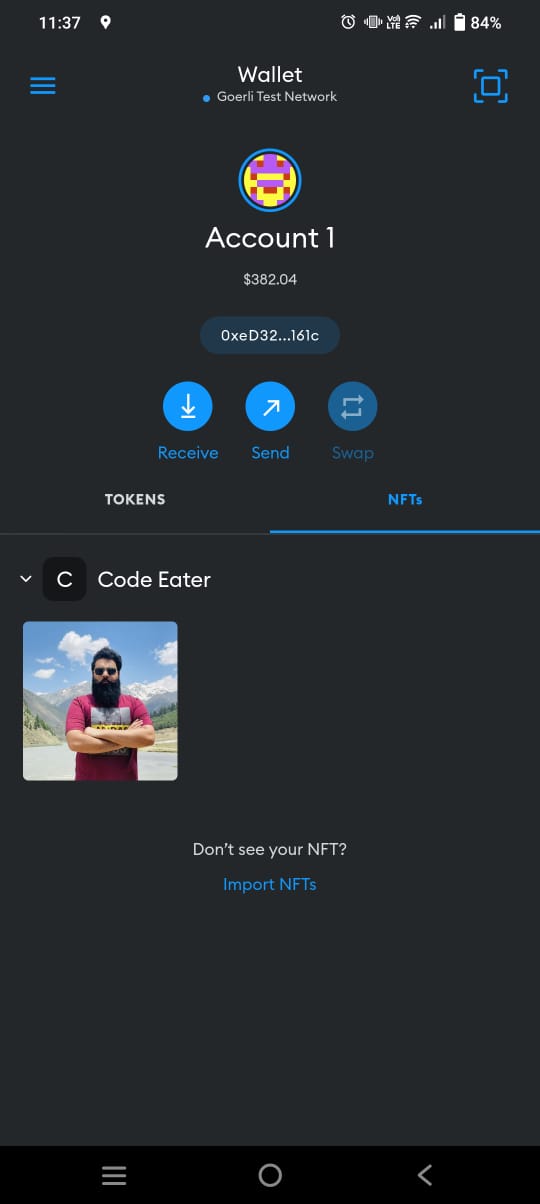 11:37
Vo) LTE
84%
Wallet
Goerli Test Network
Account 1
$382.04
0xeD32...161c
Receive Send Swap
TOKENS NFTs
C Code Eater
Don't see your NFT?
Import NFTs